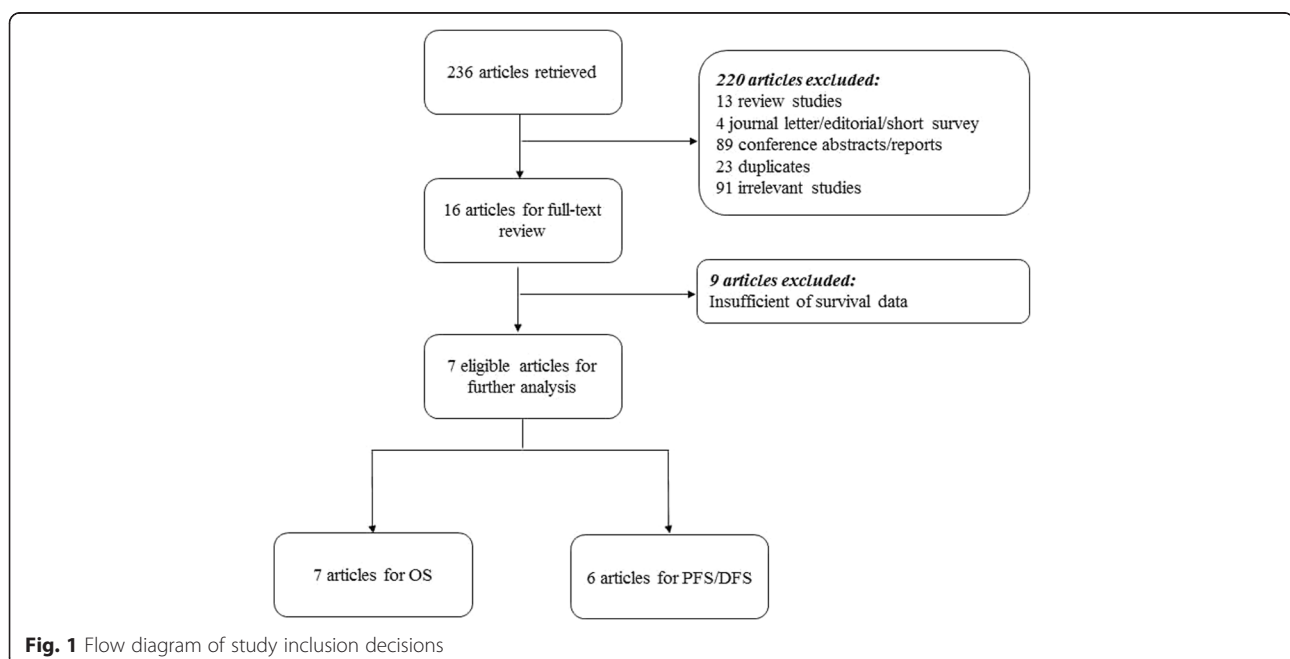 236 articles retrieved
220 articles excluded:
13 review studies
4 journal letter/editorial/short survey
89 conference abstracts/reports
23 duplicates
91 irrelevant studies
16 articles for full-text
review
9 articles excluded:
Insufficient of survival data
7 eligible articles for
further analysis
7 articles for OS
6 articles for PFS/DFS
Fig. 1 Flow diagram of study inclusion decisions